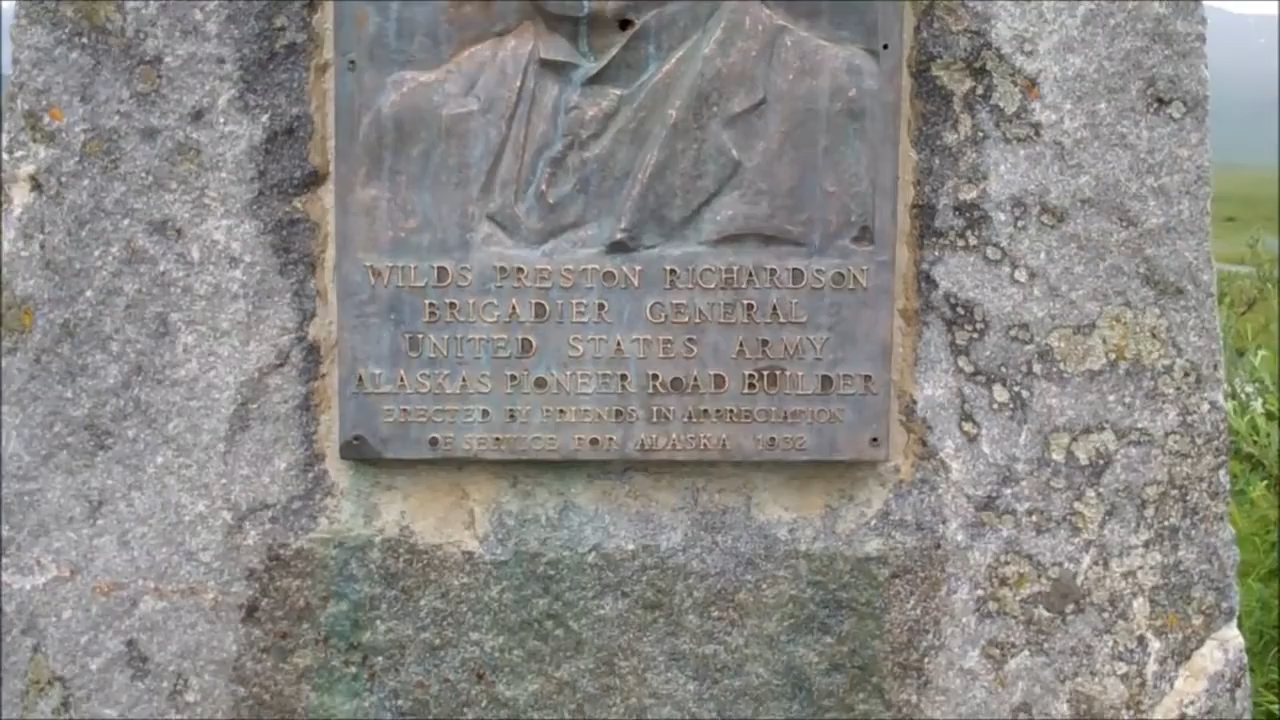 WILDS PRESTON RICHARDSON
BRIGADIER GENERAL
UNITED STATES ARMY
ALASKAS PIONEER ROAD BUILDER
ERECTED BY FRIENDS IN APPRECIATION
OF SERVICE FOR ALASKA 1932